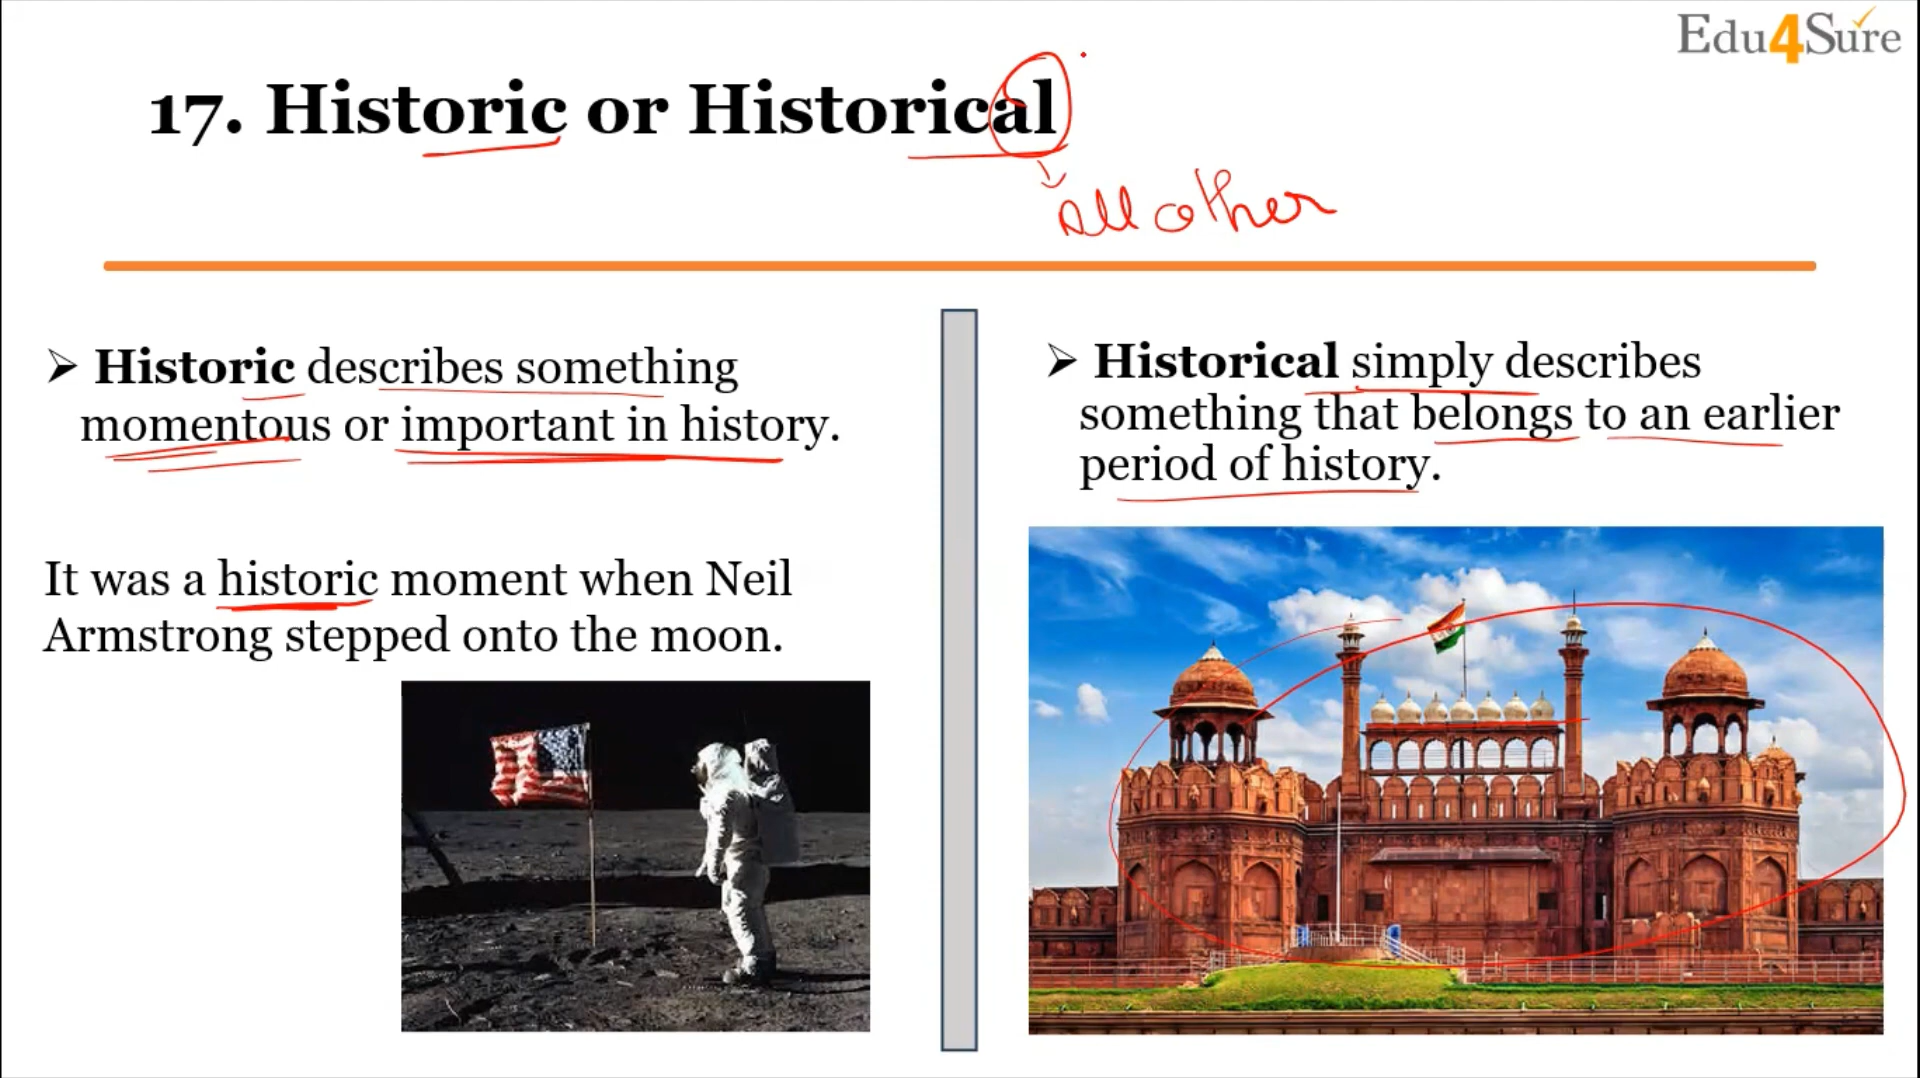 Edu4Sure
17. Historic or Historical
All other
➢ Historic describes something
momentous or important in history.
It was a historic moment when Neil
Armstrong stepped onto the moon.
➢ Historical simply describes
something that belongs to an earlier
period of history.